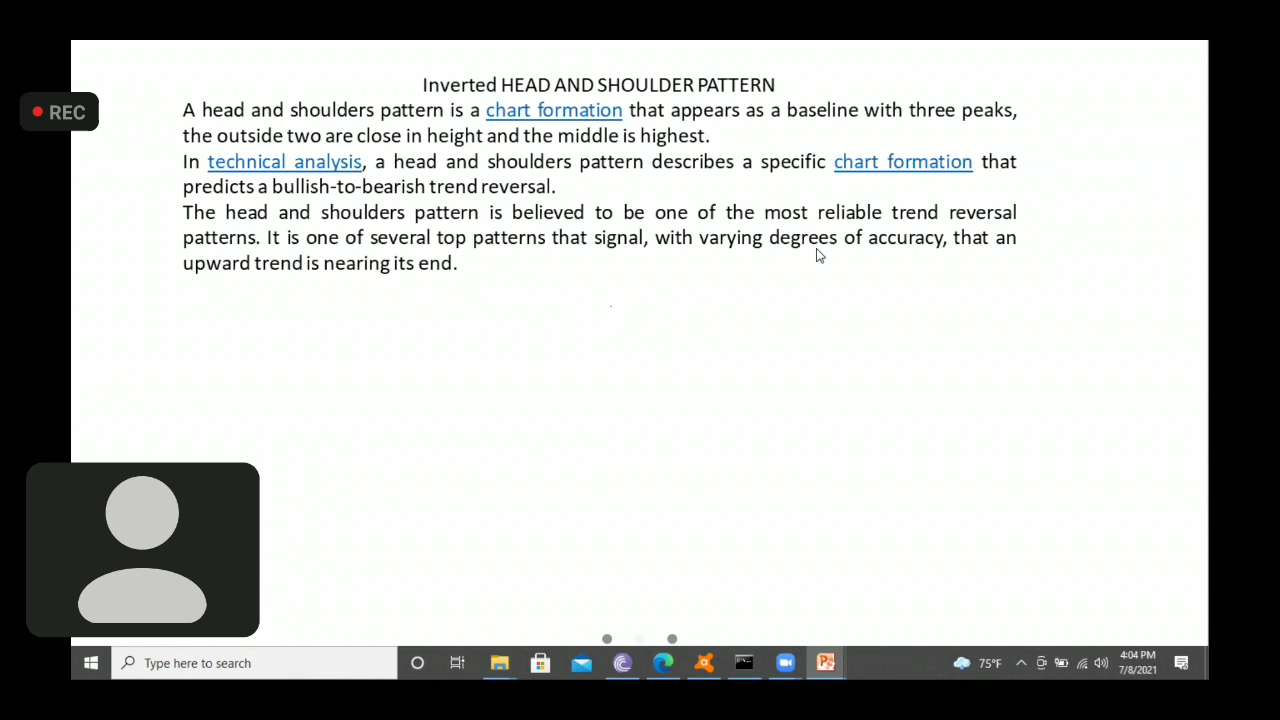 Inverted HEAD AND SHOULDER PATTERN
A head and shoulders pattern is a chart formation that appears as a baseline with three peaks,
REC
the outside two are close in height and the middle is highest.
In technical analysis, a head and shoulders pattern describes a specific chart formation that
predicts a bullish-to-bearish trend reversal.
The head and shoulders pattern is believed to be one of the most reliable trend reversal
patterns. It is one of several top patterns that signal, with varying degrees of accuracy, that an
upward trend is nearing its end.
Type here to search
75°F
4:04 PM
7/8/2021